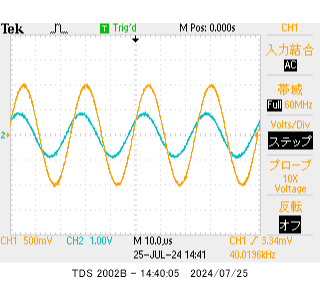 Tek Trig'd M Pos: 0.000s CH1
入力結合
AC
帯域
Full 60MHz
Volts/Div
ステップ
プローブ
10X
Voltage
反転
オフ
2
CH1 500mV CH2 1.00V M 10.0µs CH1 / 3.34mV
25-JUL-24 14:41 40.0196kHz
TDS 2002B - 14:40:05 2024/07/25